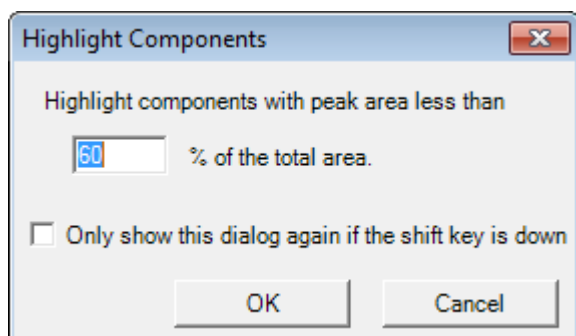 Highlight Components
Highlight components with peak area less than
60 % of the total area.
Only show this dialog again if the shift key is down
OK Cancel